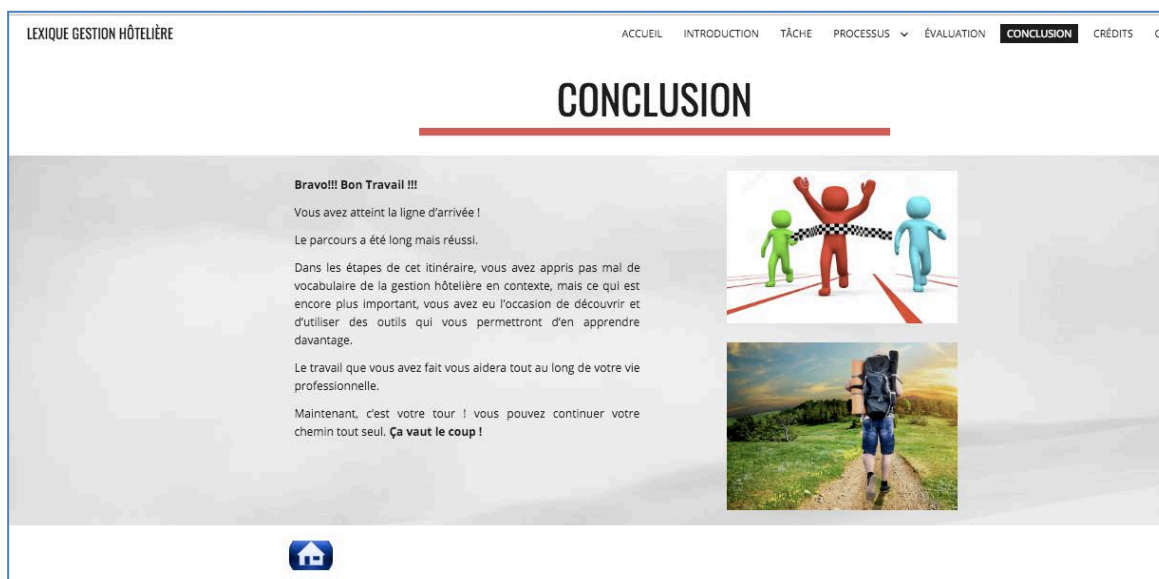 LEXIQUE GESTION HÔTELIÈRE
ACCUEIL INTRODUCTION TÂCHE PROCESSUS ÉVALUATION CONCLUSION CRÉDITS
CONCLUSION
Bravo!!! Bon Travail !!!
Vous avez atteint la ligne d'arrivée !
Le parcours a été long mais réussi.
Dans les étapes de cet itinéraire, vous avez appris pas mal de
vocabulaire de la gestion hôtelière en contexte, mais ce qui est
encore plus important, vous avez eu l'occasion de découvrir et
d'utiliser des outils qui vous permettront d'en apprendre
davantage.
Le travail que vous avez fait vous aidera tout au long de votre vie
professionnelle.
Maintenant, c'est votre tour ! vous pouvez continuer votre
chemin tout seul. Ça vaut le coup !